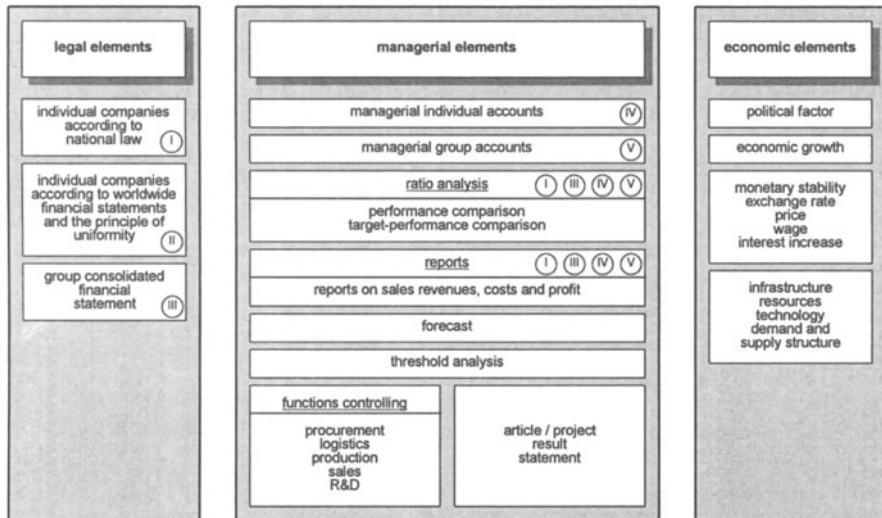 legal elements
individual companies
according to
national law
I
individual companies
according to worldwide
financial statements
and the principle of
uniformity
II
group consolidated
financial
statement
III
managerial elements
managerial individual accounts
IV
managerial group accounts
V
ratio analysis
I III IV V
performance comparison
target-performance comparison
reports
I III IV V
reports on sales revenues, costs and profit
forecast
threshold analysis
functions controlling
procurement
logistics
production
sales
R&D
article / project
result
statement
economic elements
political factor
economic growth
monetary stability
exchange rate
price
wage
interest increase
infrastructure
resources
technology
demand and
supply structure